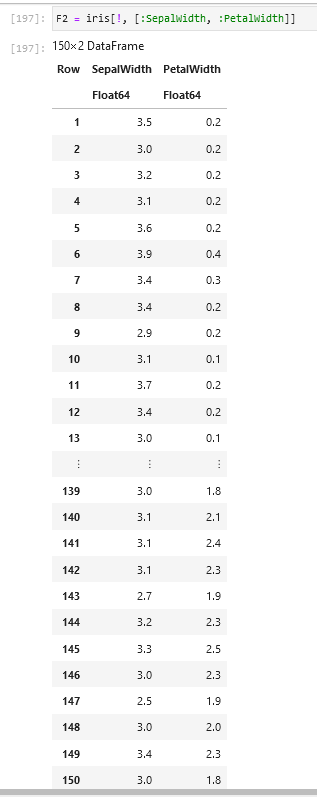 [197]: F2 = iris[!, [:SepalWidth, :PetalWidth]]
[197]: 150×2 DataFrame
Row SepalWidth PetalWidth
Float64 Float64
1 3.5 0.2
2 3.0 0.2
3 3.2 0.2
4 3.1 0.2
5 3.6 0.2
6 3.9 0.4
7 3.4 0.3
8 3.4 0.2
9 2.9 0.2
10 3.1 0.1
11 3.7 0.2
12 3.4 0.2
13 3.0 0.1
⋮ ⋮ ⋮
139 3.0 1.8
140 3.1 2.1
141 3.1 2.4
142 3.1 2.3
143 2.7 1.9
144 3.2 2.3
145 3.3 2.5
146 3.0 2.3
147 2.5 1.9
148 3.0 2.0
149 3.4 2.3
150 3.0 1.8